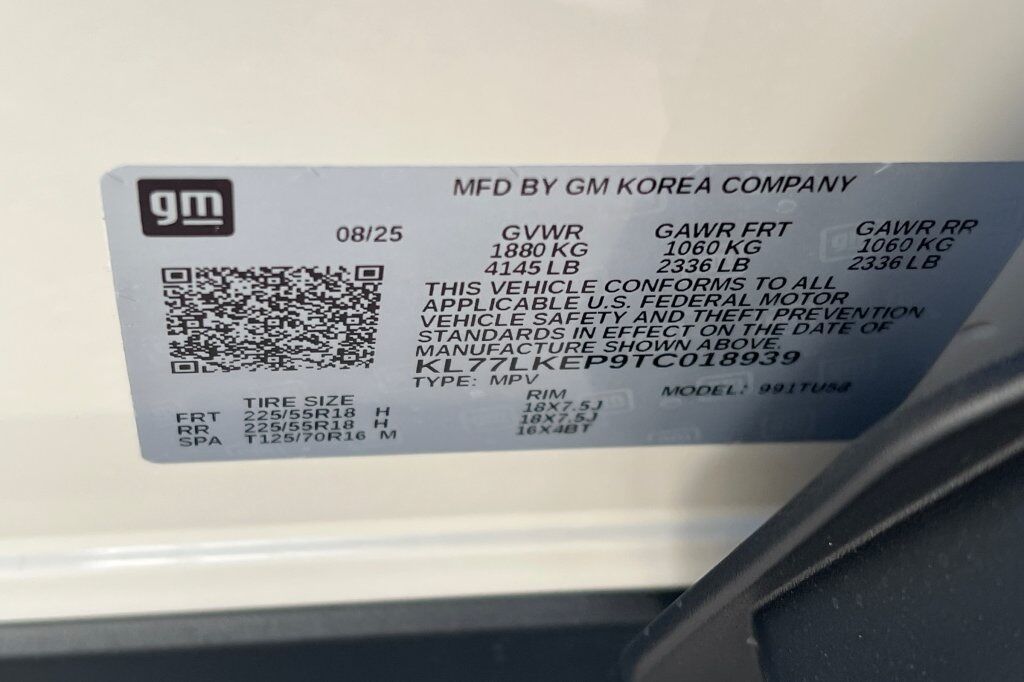 gm
MFD BY GM KOREA COMPANY
08/25
GVWR GAWR FRT GAWR RR
1880 KG 1060 KG 1060 KG
4145 LB 2336 LB 2336 LB
THIS VEHICLE CONFORMS TO ALL
APPLICABLE U.S. FEDERAL MOTOR
VEHICLE SAFETY AND THEFT PREVENTION
STANDARDS IN EFFECT ON THE DATE OF
MANUFACTURE SHOWN ABOVE.
KL77LKEP9TC018939
TYPE: MPV MODEL: 991TU58
TIRE SIZE RIM
FRT 225/55R18 H 18X7.5J
RR 225/55R18 H 18X7.5J
SPA T125/70R16 M 16X4BT